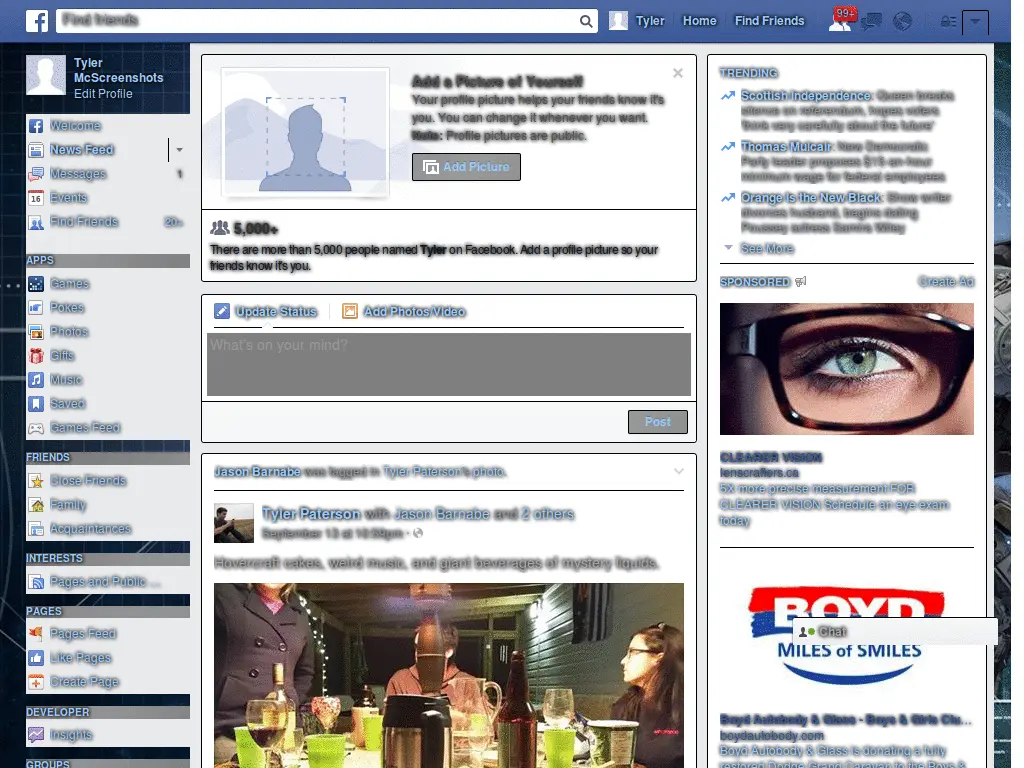 Find friends
Tyler
Home
Find Friends
99+
Tyler
McScreenshots
Edit Profile
Welcome
News Feed
Messages 1
16 Events
Find Friends 20+
APPS
Games
Pokes
Photos
Gifts
Music
Saved
Games Feed
FRIENDS
Close Friends
Family
Acquaintances
INTERESTS
Pages and Public ...
PAGES
Pages Feed
Like Pages
Create Page
DEVELOPER
Insights
GROUPS
Add a Picture of Yourself
Your profile picture helps your friends know it's
you. You can change it whenever you want.
Note: Profile pictures are public.
Add Picture
5,000+
There are more than 5,000 people named Tyler on Facebook. Add a profile picture so your
friends know it's you.
Update Status
Add Photos/Video
What's on your mind?
Post
Jason Barnabe was tagged in Tyler Paterson's photo.
Tyler Paterson with Jason Barnabe and 2 others
September 13 at 10:59pm ·
Hovercraft cakes, weird music, and giant beverages of mystery liquids.
TRENDING
Scottish Independence: Queen breaks
silence on referendum, hopes voters
'think very carefully about the future'
Thomas Mulcair: New Democratic
Party leader proposes $15-an-hour
minimum wage for federal employees
Orange Is the New Black: Show writer
divorces husband, begins dating
Poussey actress Samira Wiley
See More
SPONSORED
Create Ad
CLEARER VISION
lenscrafters.ca
5X more precise measurement FOR
CLEARER VISION Schedule an eye exam
today
BOYD
MILES of SMILES
Chat
Boyd Autobody & Glass - Boys & Girls Clu...
boydautobody.com
Boyd Autobody & Glass is donating a fully
restored Dodge Grand Caravan to the Boys &